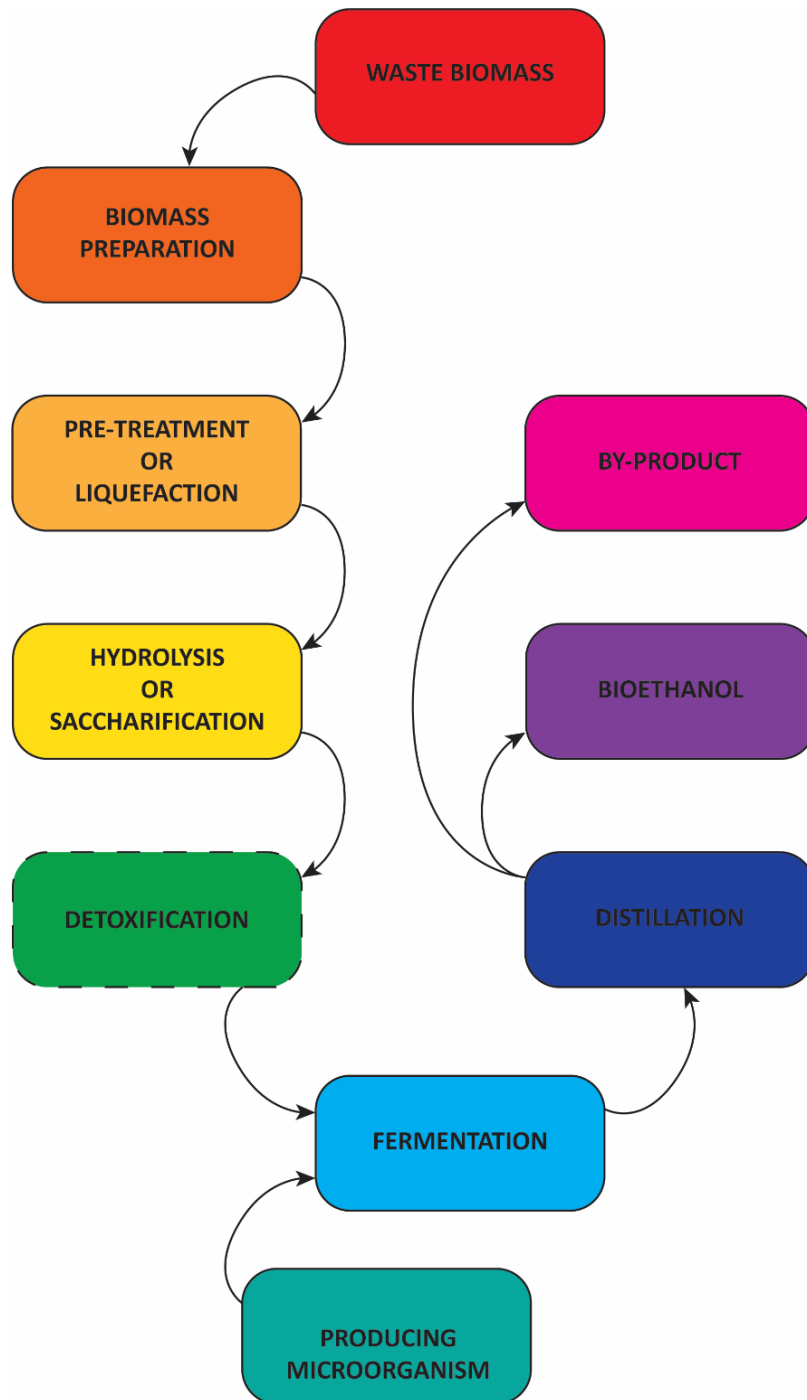 WASTE BIOMASS
BIOMASS
PREPARATION
PRE-TREATMENT
OR
LIQUEFACTION
HYDROLYSIS
OR
SACCHARIFICATION
DETOXIFICATION
FERMENTATION
PRODUCING
MICROORGANISM
DISTILLATION
BIOETHANOL
BY-PRODUCT